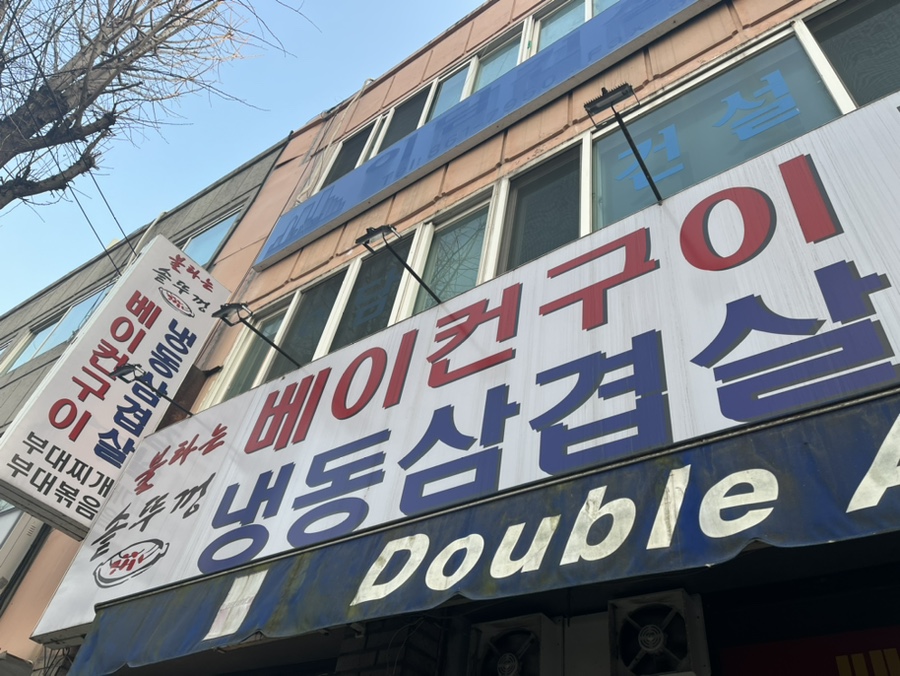 불타는
솥뚜껑
베이컨구이
냉동삼겹살
부대찌개
부대볶음
건설
베이컨구이
불타는
솥뚜껑
냉동삼겹살
Double A